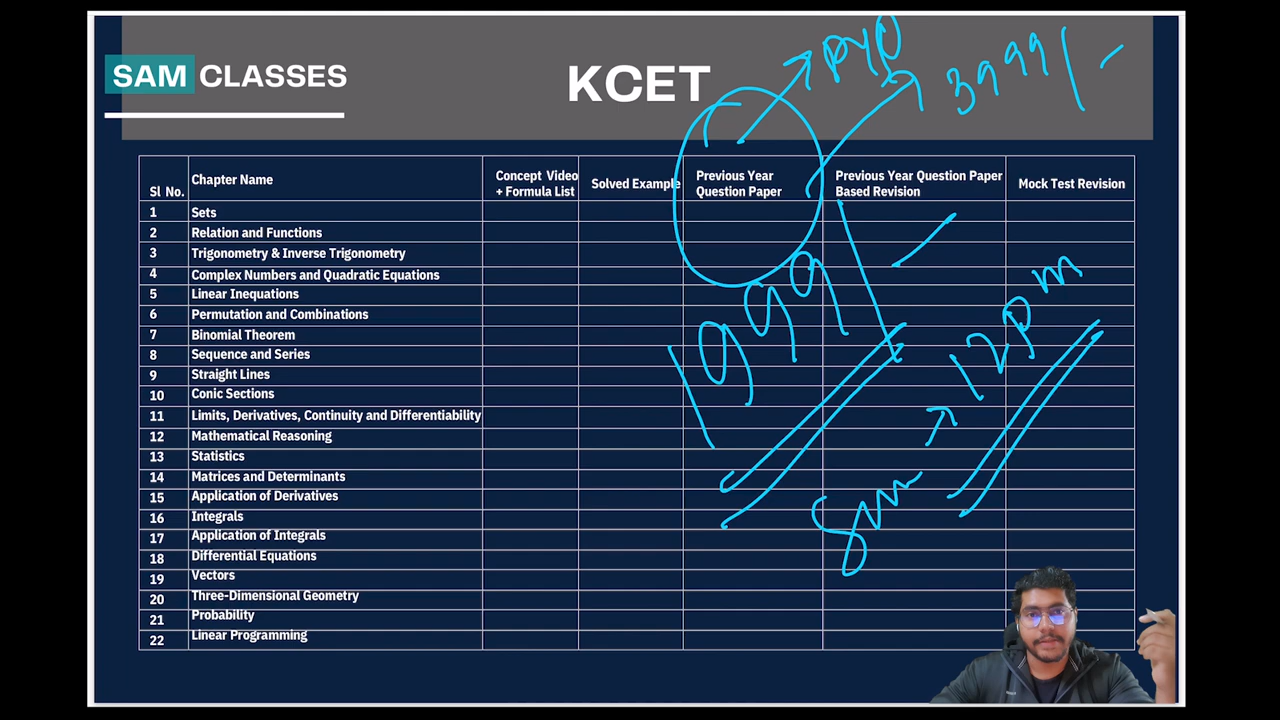 SAM CLASSES
KCET
PYQ
3999/-
Sl No.
Chapter Name
Concept Video + Formula List
Solved Example
Previous Year Question Paper
Previous Year Question Paper Based Revision
Mock Test Revision
1 Sets
2 Relation and Functions
3 Trigonometry & Inverse Trigonometry
4 Complex Numbers and Quadratic Equations
5 Linear Inequations
6 Permutation and Combinations
7 Binomial Theorem
8 Sequence and Series
9 Straight Lines
10 Conic Sections
11 Limits, Derivatives, Continuity and Differentiability
12 Mathematical Reasoning
13 Statistics
14 Matrices and Determinants
15 Application of Derivatives
16 Integrals
17 Application of Integrals
18 Differential Equations
19 Vectors
20 Three-Dimensional Geometry
21 Probability
22 Linear Programming
1999/-
12pm